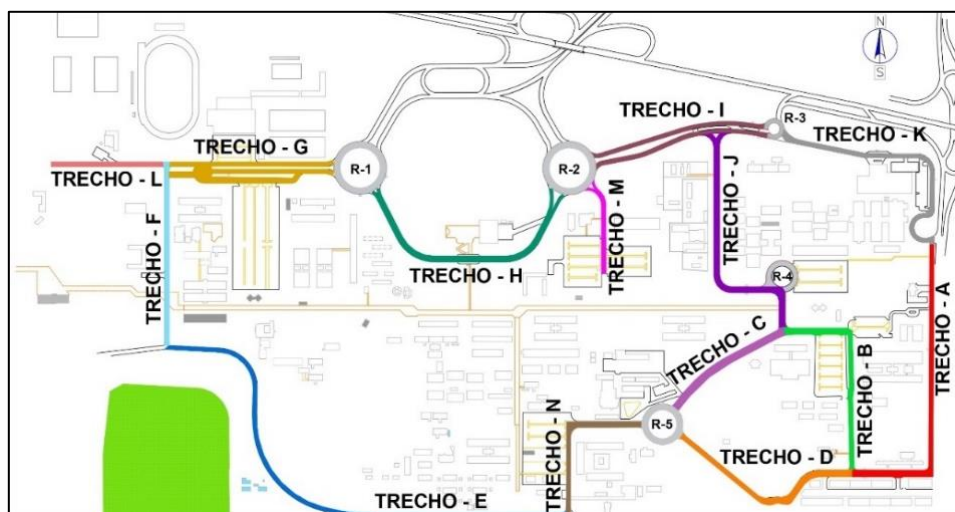 N
S
TRECHO - I
R-3
TRECHO - K
TRECHO - G
R-1
R-2
TRECHO - L
TRECHO - M
TRECHO - J
TRECHO - F
TRECHO - H
R-4
TRECHO - A
TRECHO - C
TRECHO - B
R-5
TRECHO - N
TRECHO - D
TRECHO - E